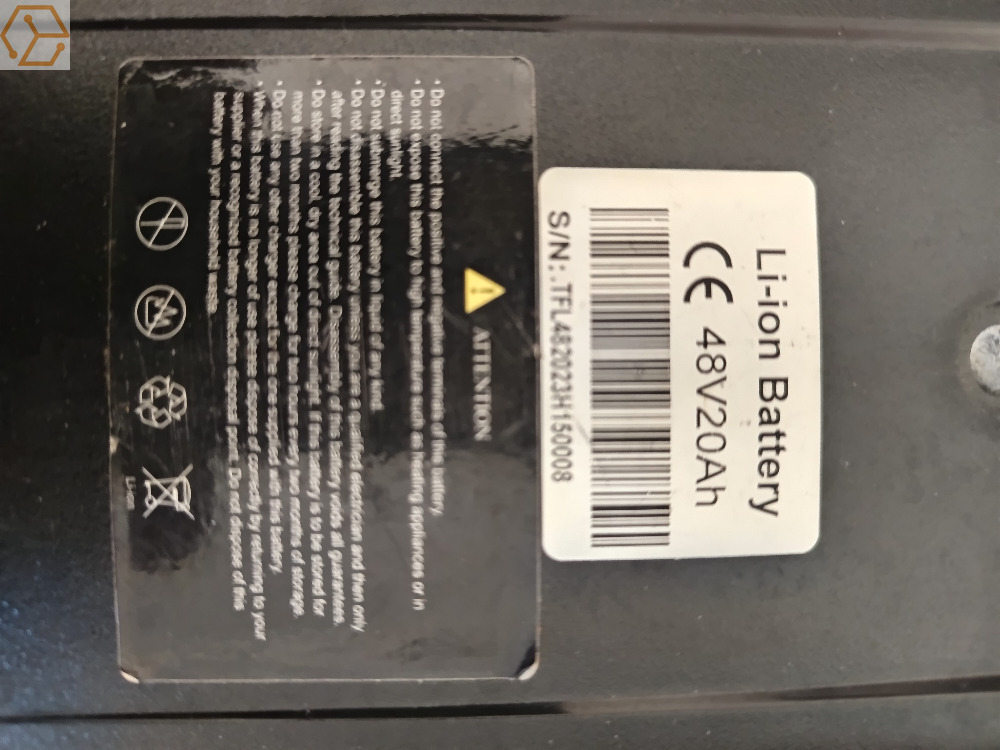 Li-ion Battery
CE 48V20Ah
S/N:.TFL482023H150008
ATTENTION
• Do not connect the positive and negative terminals of this battery.
• Do not expose this battery to high temperature such as heating appliances or in
direct sunlight.
• Do not submerge this battery in liquid of any kind.
• Do not disassemble this battery unless you are a qualified electrician and then only
after reading the technical guide. Disassembly of this battery voids all guarantees.
• Do store in a cool, dry area out of direct sunlight. If this battery is to be stored for
more than two months please charge for two hours every two months of storage.
• Do not use any other charger except for the one supplied with this battery.
• When this battery is no longer of use please dispose of correctly by returning to your
supplier or a recognised battery collection disposal point. Do not dispose of this
battery with your household waste.
Li-ion